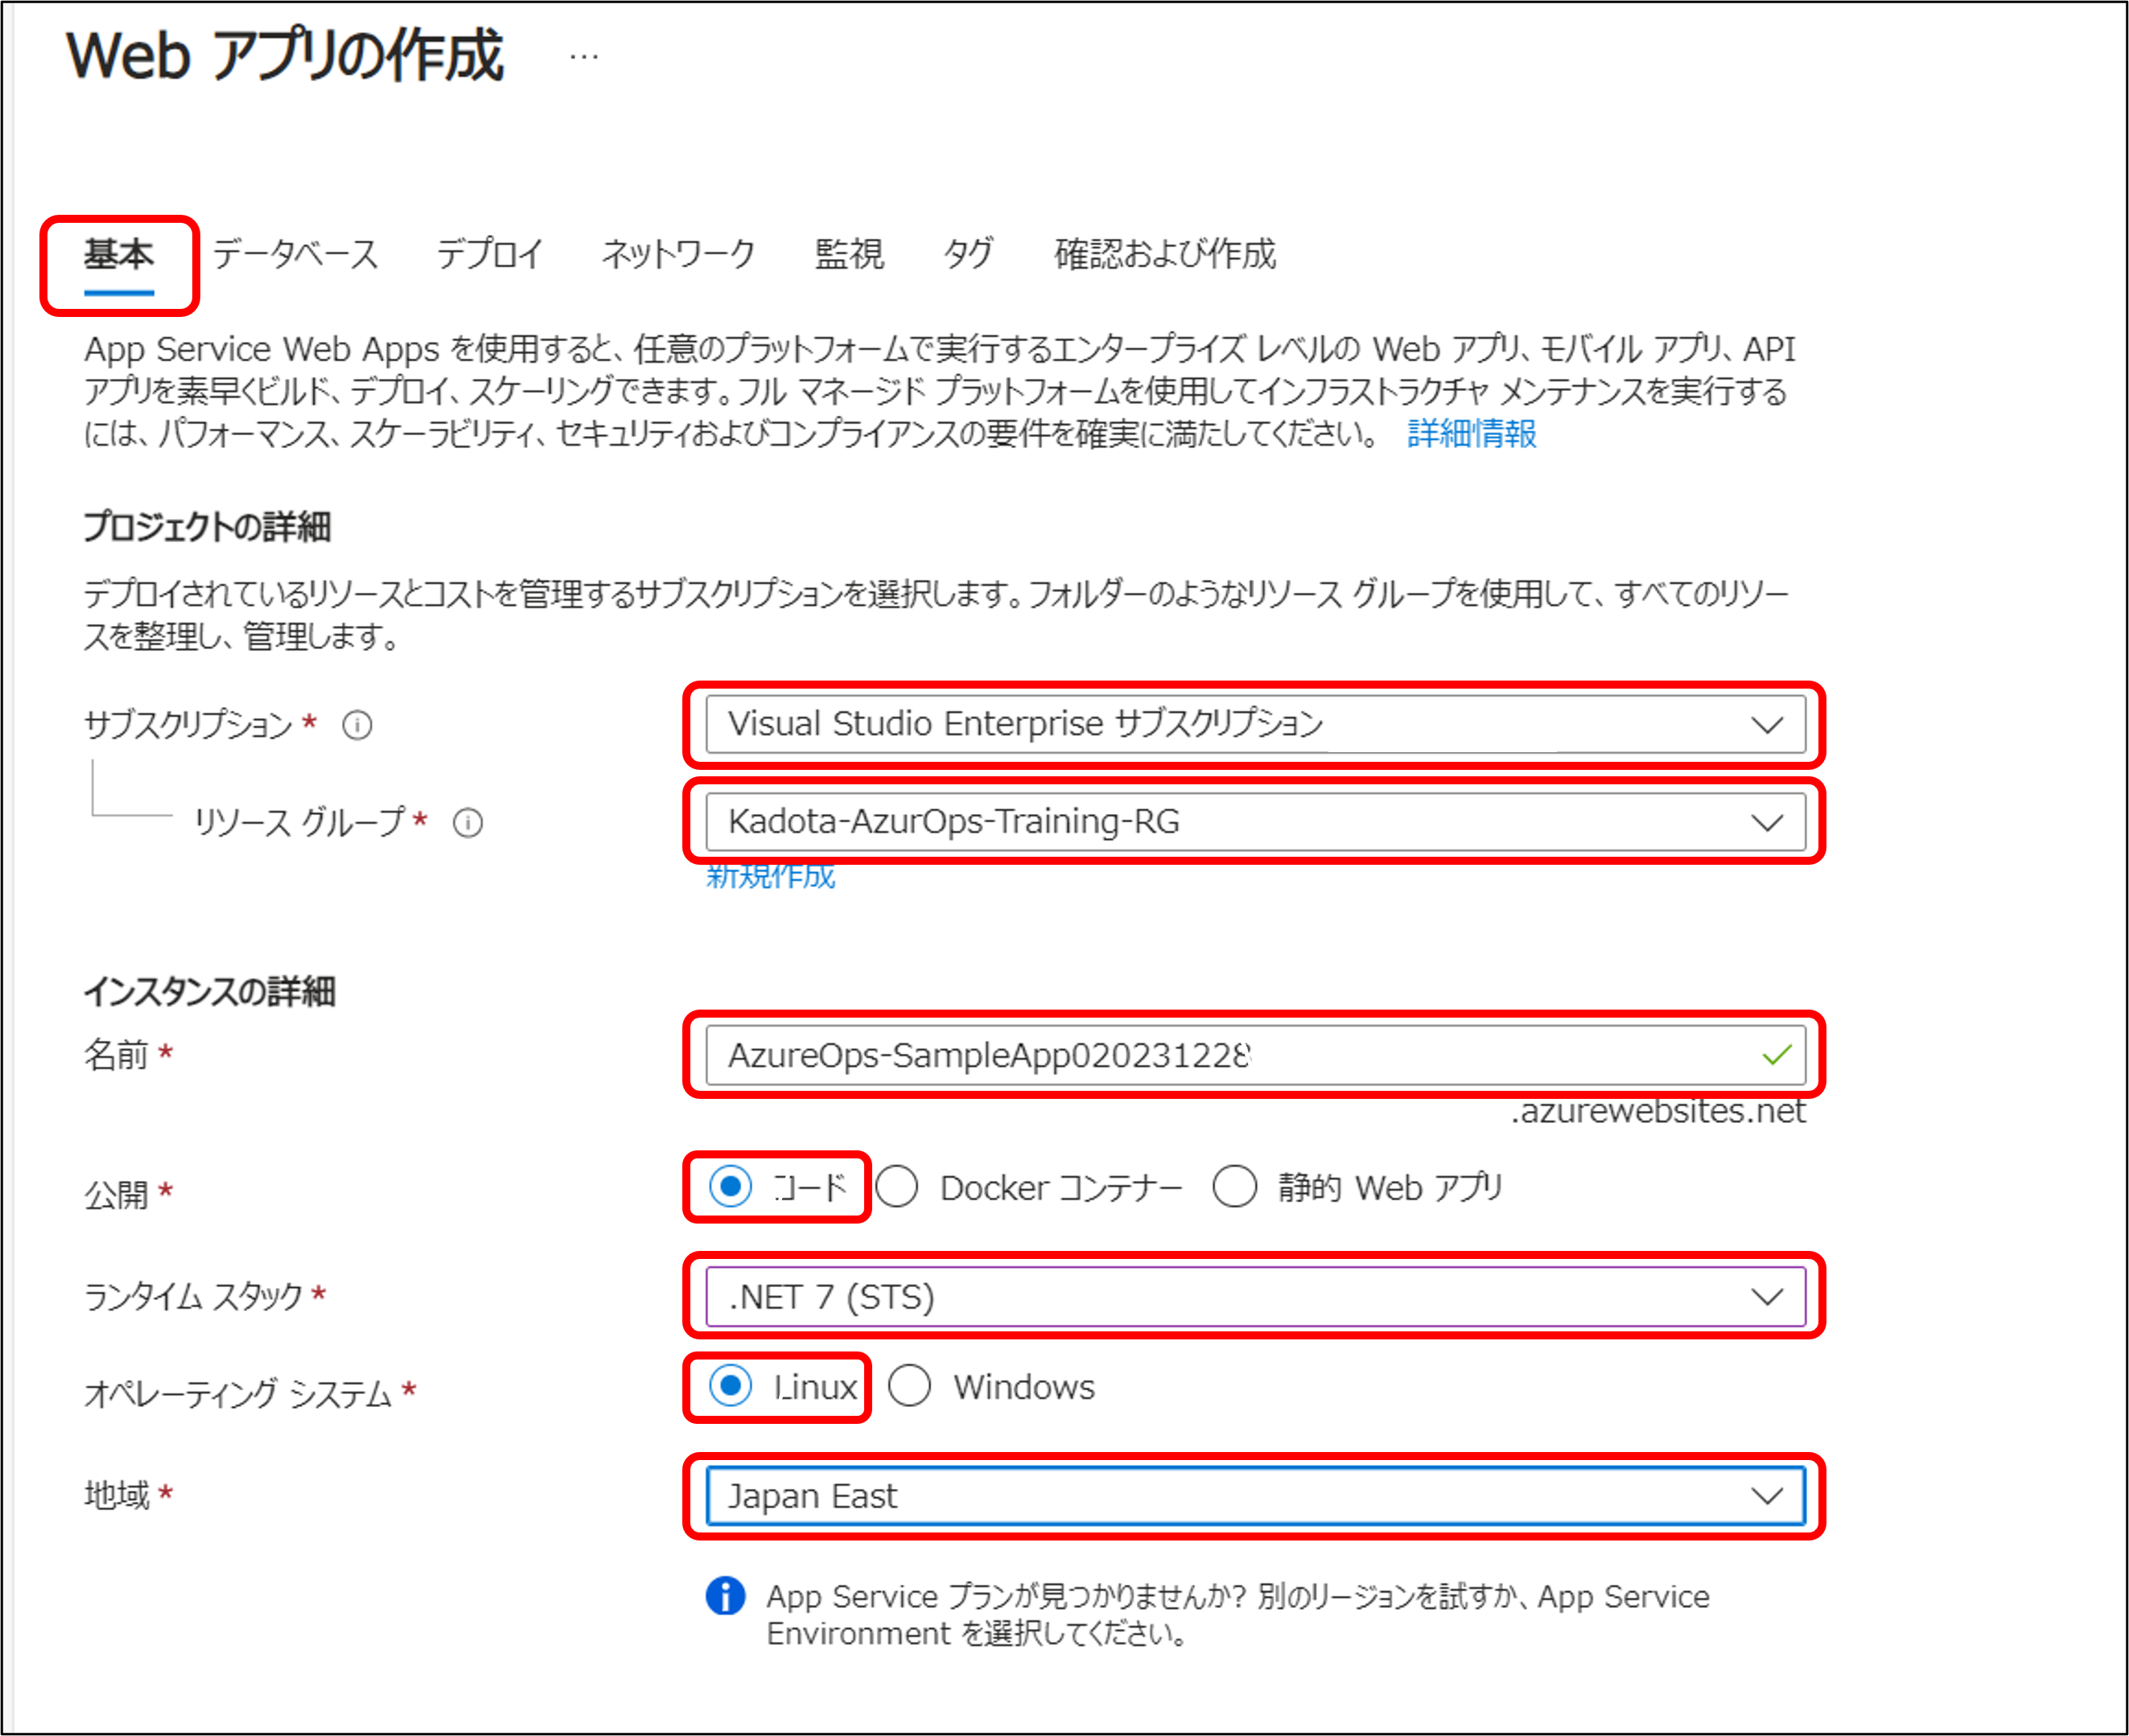 Web アプリの作成 …
基本 データベース デプロイ ネットワーク 監視 タグ 確認および作成
App Service Web Apps を使用すると、任意のプラットフォームで実行するエンタープライズ レベルの Web アプリ、モバイル アプリ、API
アプリを素早くビルド、デプロイ、スケーリングできます。フル マネージド プラットフォームを使用してインフラストラクチャ メンテナンスを実行する
には、パフォーマンス、スケーラビリティ、セキュリティおよびコンプライアンスの要件を確実に満たしてください。 詳細情報
プロジェクトの詳細
デプロイされているリソースとコストを管理するサブスクリプションを選択します。フォルダーのようなリソース グループを使用して、すべてのリソー
スを整理し、管理します。
サブスクリプション * Visual Studio Enterprise サブスクリプション
リソース グループ * Kadota-AzurOps-Training-RG
新規作成
インスタンスの詳細
名前 * AzureOps-SampleApp020231228
.azurewebsites.net
公開 * コード Docker コンテナー 静的 Web アプリ
ランタイム スタック * .NET 7 (STS)
オペレーティング システム * Linux Windows
地域 * Japan East
App Service プランが見つかりませんか? 別のリージョンを試すか、App Service
Environment を選択してください。